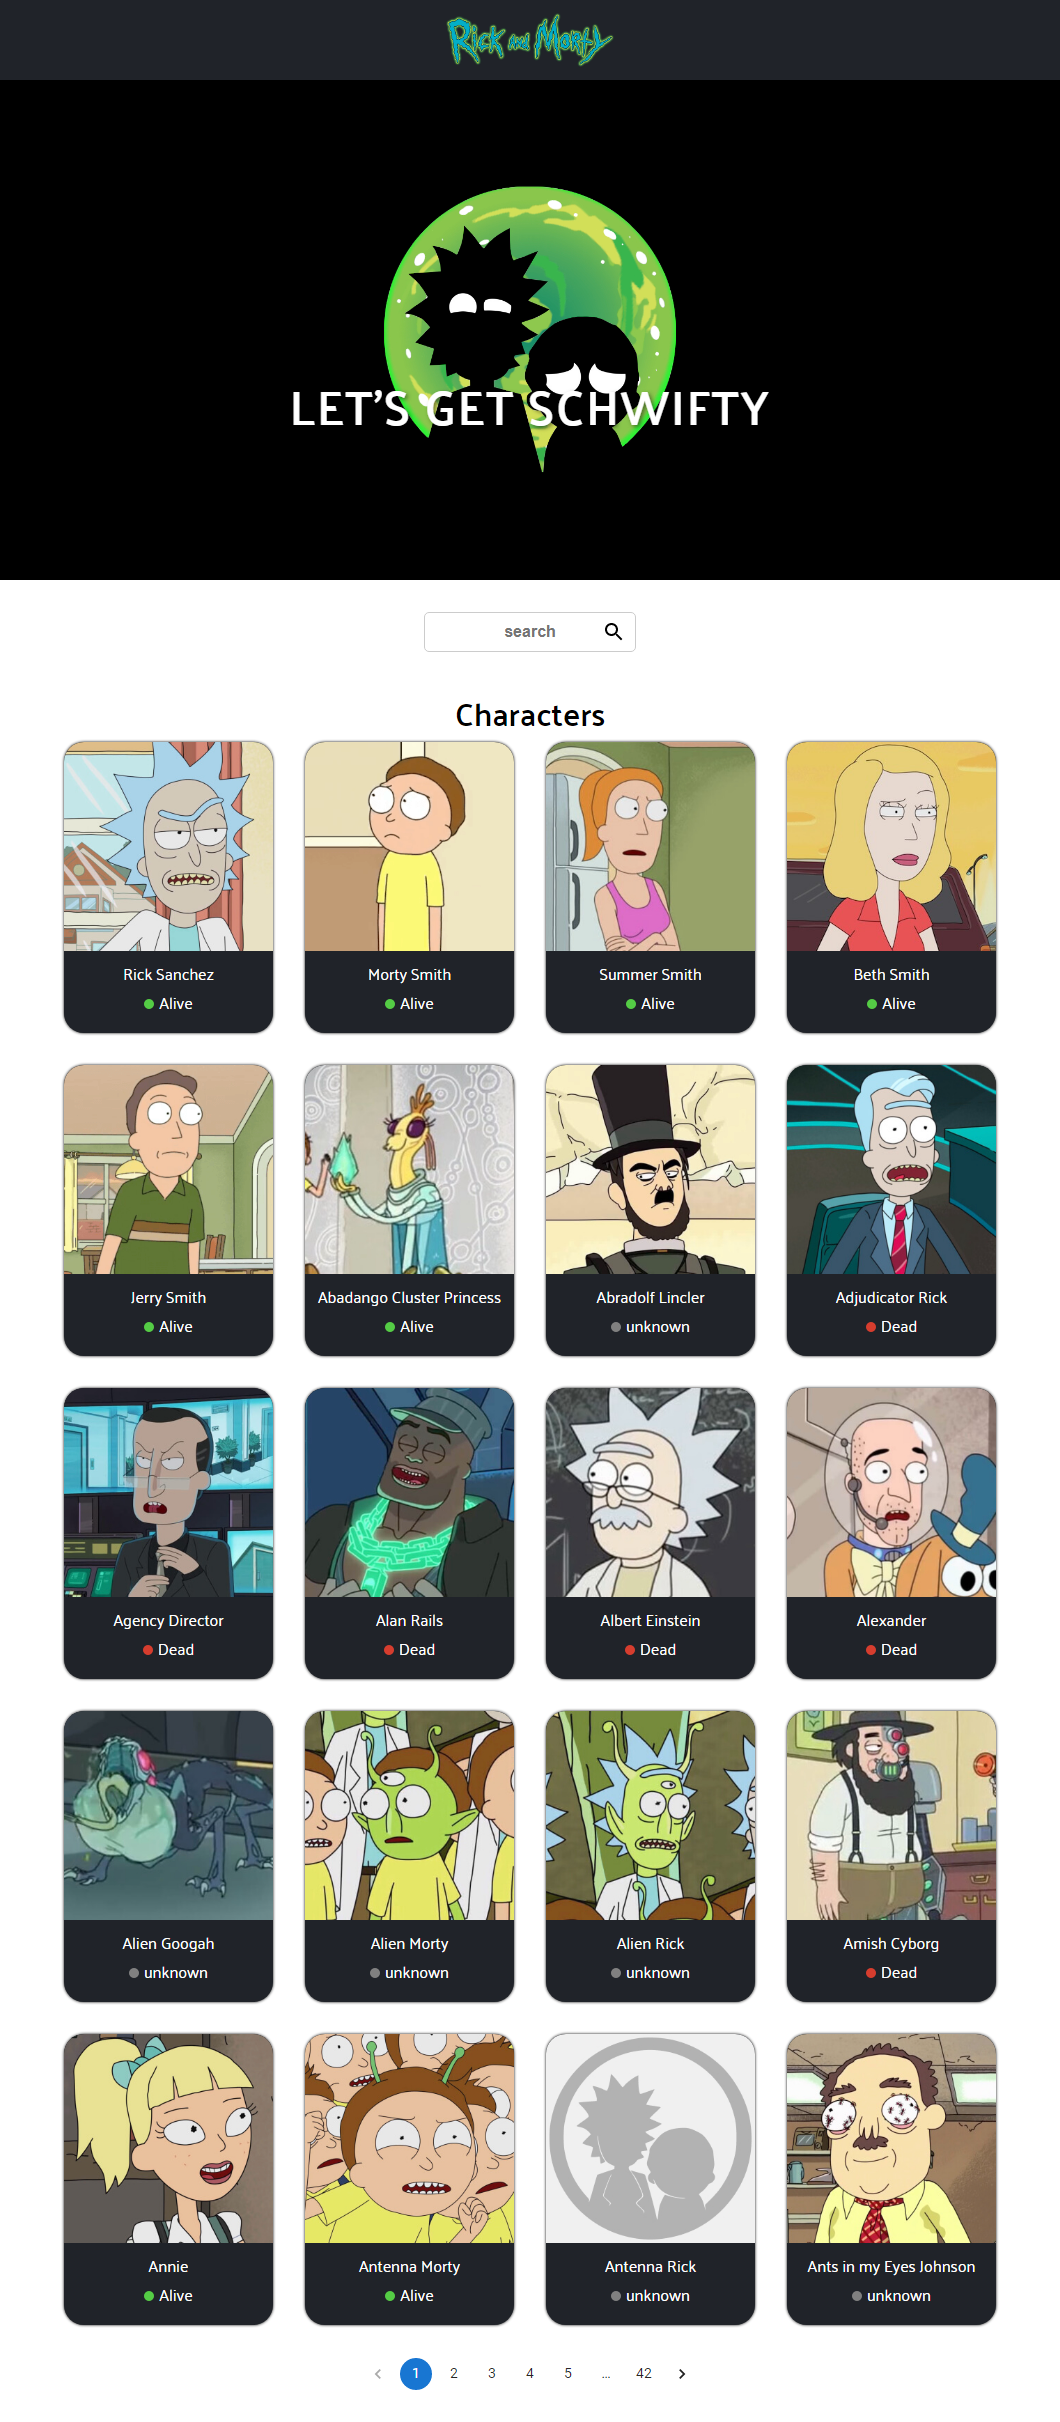 Rick and Morty
LET'S GET SCHWIFTY
search
Characters
Rick Sanchez
Alive
Morty Smith
Alive
Summer Smith
Alive
Beth Smith
Alive
Jerry Smith
Alive
Abadango Cluster Princess
Alive
Abradolf Lincler
unknown
Adjudicator Rick
Dead
Agency Director
Dead
Alan Rails
Dead
Albert Einstein
Dead
Alexander
Dead
Alien Googah
unknown
Alien Morty
unknown
Alien Rick
unknown
Amish Cyborg
Dead
Annie
Alive
Antenna Morty
Alive
Antenna Rick
unknown
Ants in my Eyes Johnson
unknown
1 2 3 4 5 ... 42